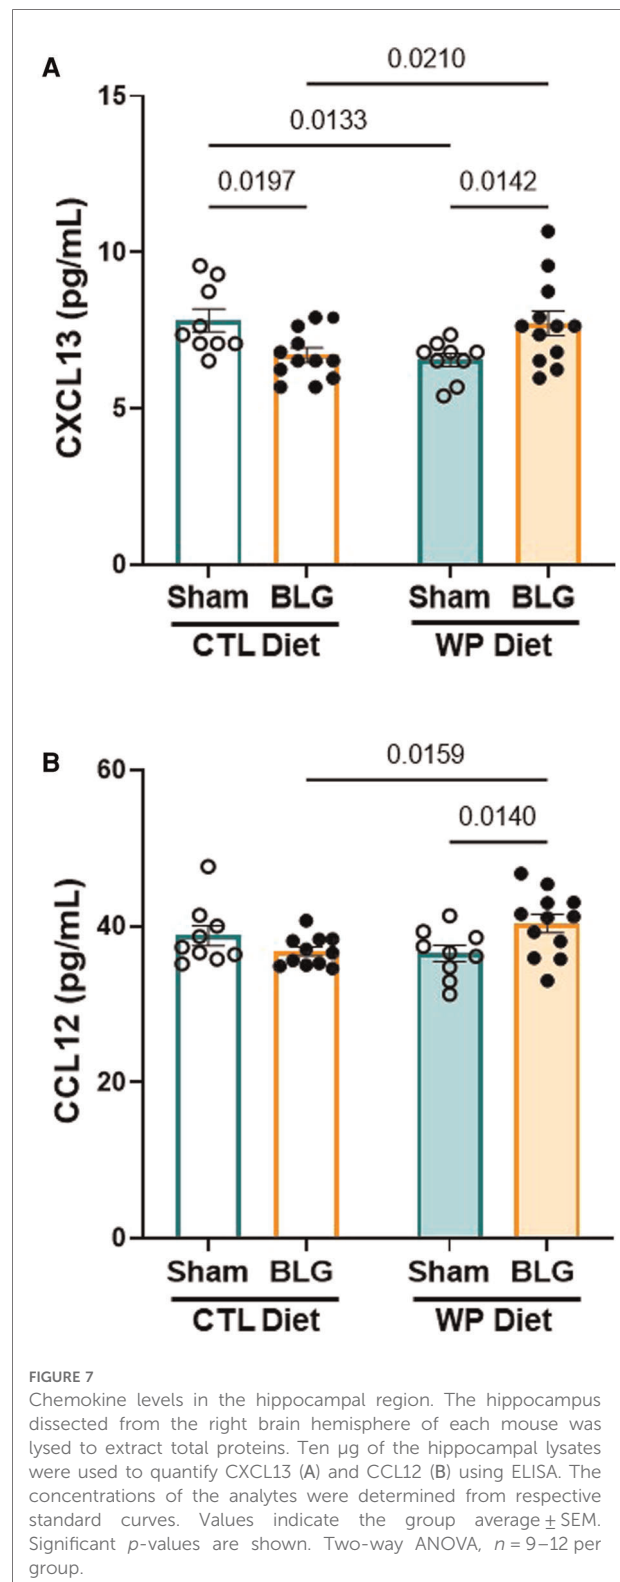 A
0.0210
15
0.0133
0.0197
0.0142
10
CXCL13 (pg/mL)
5
0
Sham BLG Sham BLG
CTL Diet WP Diet
B
0.0159
60
0.0140
40
CCL12 (pg/mL)
20
0
Sham BLG Sham BLG
CTL Diet WP Diet
FIGURE 7
Chemokine levels in the hippocampal region. The hippocampus
dissected from the right brain hemisphere of each mouse was
lysed to extract total proteins. Ten µg of the hippocampal lysates
were used to quantify CXCL13 (A) and CCL12 (B) using ELISA. The
concentrations of the analytes were determined from respective
standard curves. Values indicate the group average ± SEM.
Significant p-values are shown. Two-way ANOVA, n = 9–12 per
group.